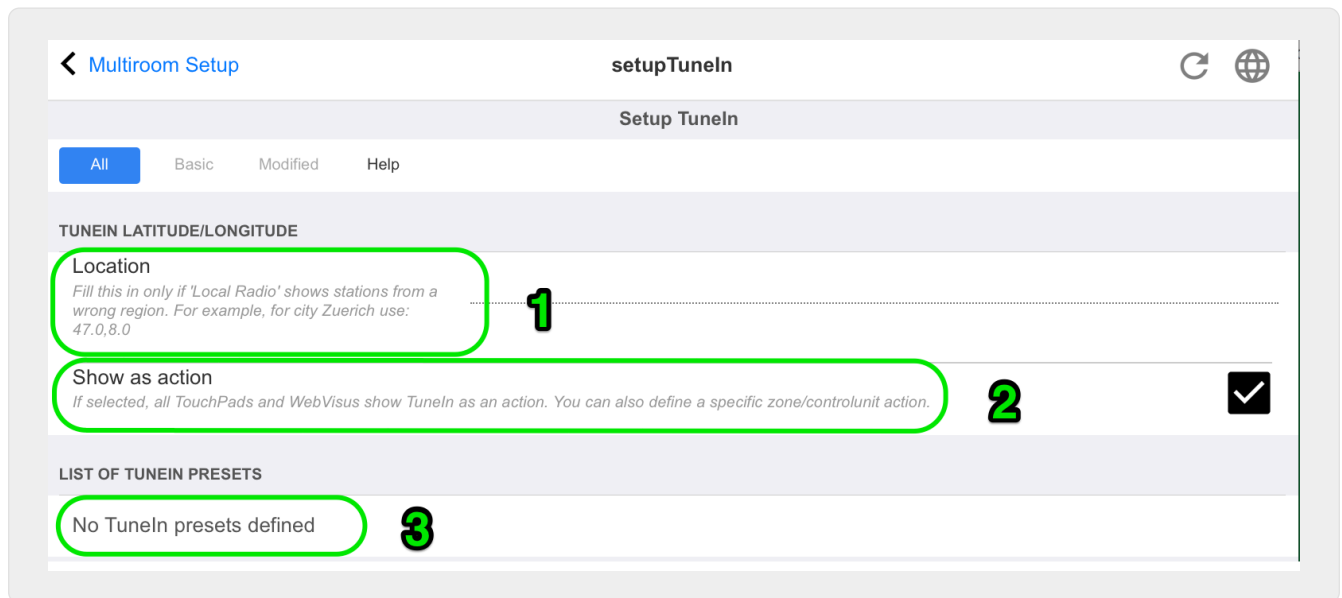 Multiroom Setup
setupTuneIn
Setup TuneIn
All
Basic
Modified
Help
TUNEIN LATITUDE/LONGITUDE
Location
Fill this in only if 'Local Radio' shows stations from a
wrong region. For example, for city Zuerich use:
47.0,8.0
1
Show as action
If selected, all TouchPads and WebVisus show TuneIn as an action. You can also define a specific zone/controlunit action.
2
LIST OF TUNEIN PRESETS
No TuneIn presets defined
3